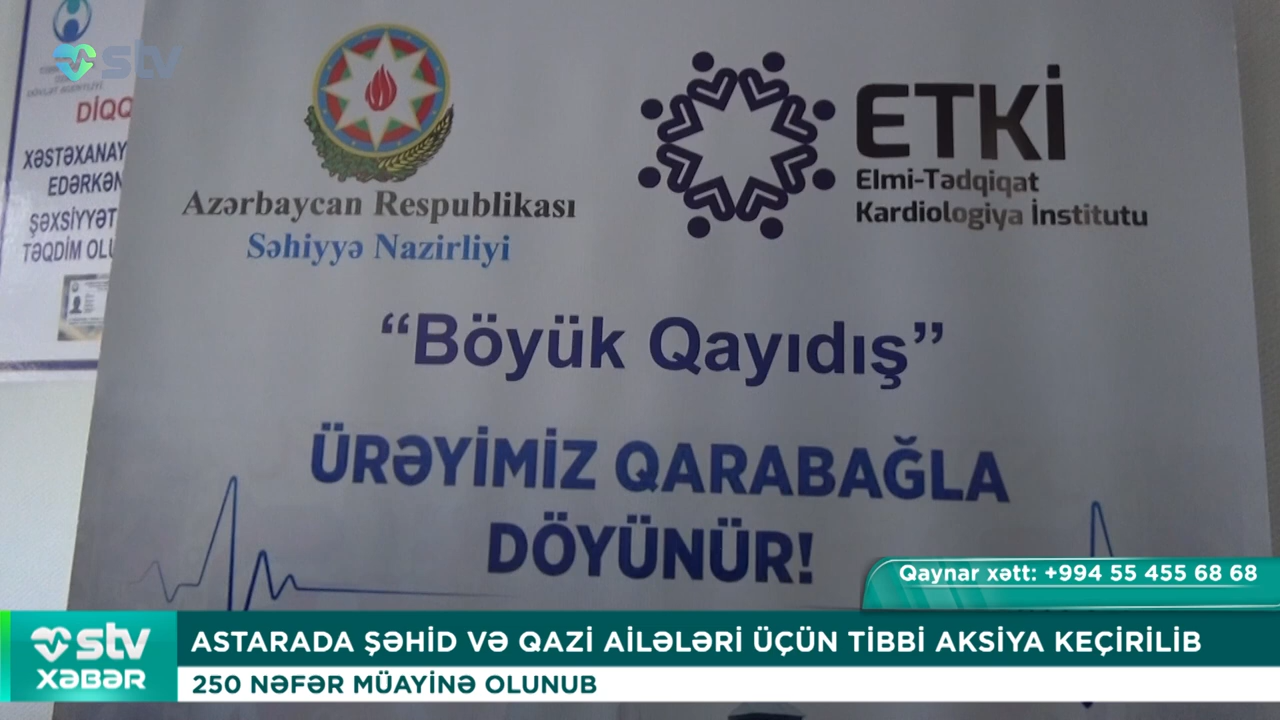 stv
DİQQ
XƏSTƏXANAY
EDƏRKƏN
ŞƏXSİYYƏT
TƏQDİM OLU
Azərbaycan Respublikası
Səhiyyə Nazirliyi
ETKİ
Elmi-Tədqiqat
Kardiologiya İnstitutu
“Böyük Qayıdış”
ÜRƏYİMİZ QARABAĞLA
DÖYÜNÜR!
Qaynar xətt: +994 55 455 68 68
stv
XƏBƏR
ASTARADA ŞƏHİD VƏ QAZİ AİLƏLƏRİ ÜÇÜN TİBBİ AKSİYA KEÇİRİLİB
250 NƏFƏR MÜAYİNƏ OLUNUB